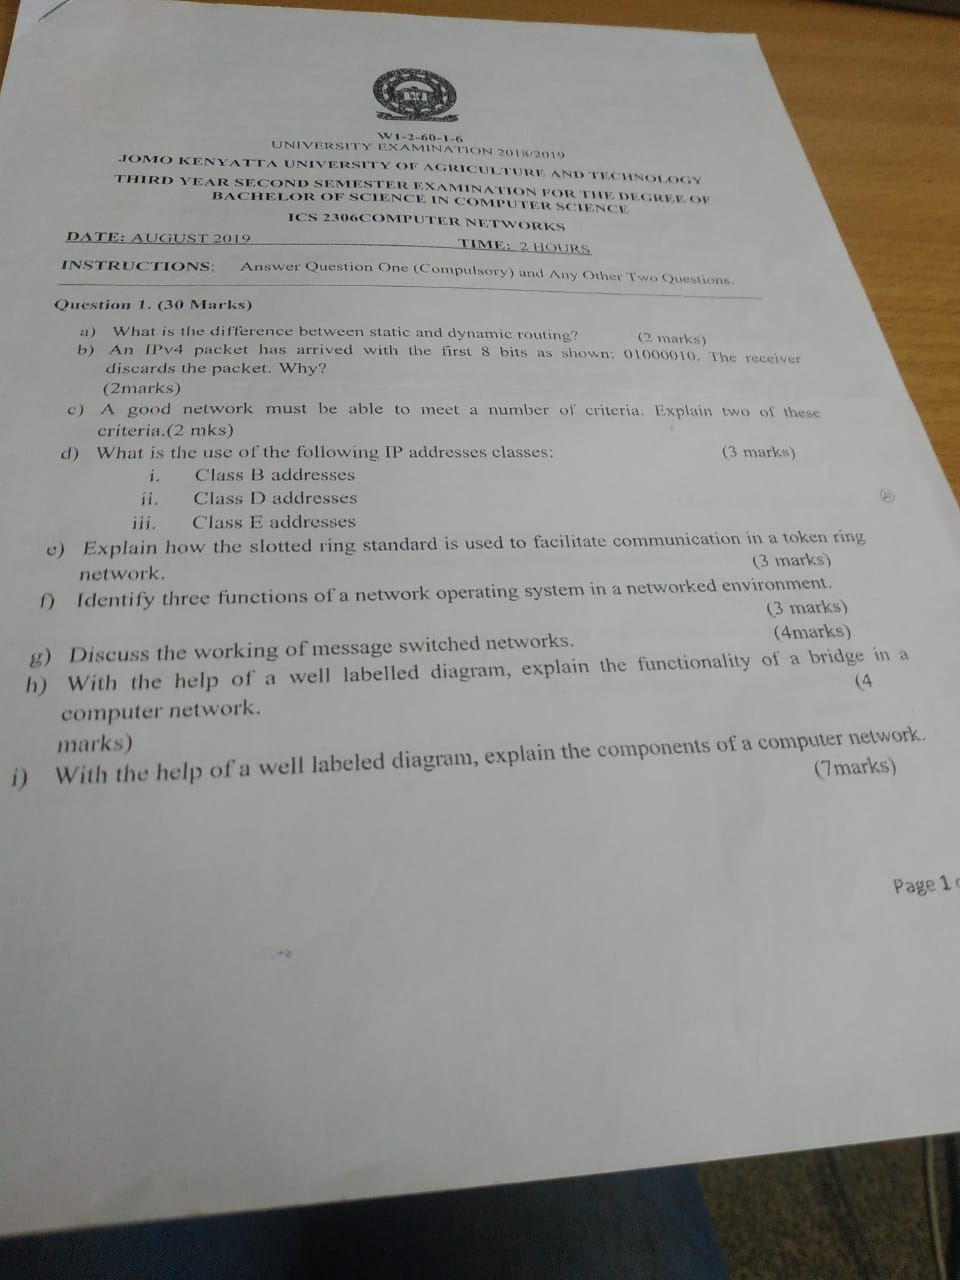 W1-2-60-1-6
UNIVERSITY EXAMINATION 2018/2019
JOMO KENYATTA UNIVERSITY OF AGRICULTURE AND TECHNOLOGY
THIRD YEAR SECOND SEMESTER EXAMINATION FOR THE DEGREE OF
BACHELOR OF SCIENCE IN COMPUTER SCIENCE
ICS 2306COMPUTER NETWORKS
DATE: AUGUST 2019 TIME: 2 HOURS
INSTRUCTIONS: Answer Question One (Compulsory) and Any Other Two Questions.
Question 1. (30 Marks)
a) What is the difference between static and dynamic routing? (2 marks)
b) An IPv4 packet has arrived with the first 8 bits as shown: 01000010. The receiver
discards the packet. Why?
(2marks)
c) A good network must be able to meet a number of criteria. Explain two of these
criteria.(2 mks)
d) What is the use of the following IP addresses classes: (3 marks)
i. Class B addresses
ii. Class D addresses
iii. Class E addresses
e) Explain how the slotted ring standard is used to facilitate communication in a token ring
network. (3 marks)
f) Identify three functions of a network operating system in a networked environment.
(3 marks)
g) Discuss the working of message switched networks. (4marks)
h) With the help of a well labelled diagram, explain the functionality of a bridge in a
computer network. (4
marks)
i) With the help of a well labeled diagram, explain the components of a computer network.
(7marks)
Page 1